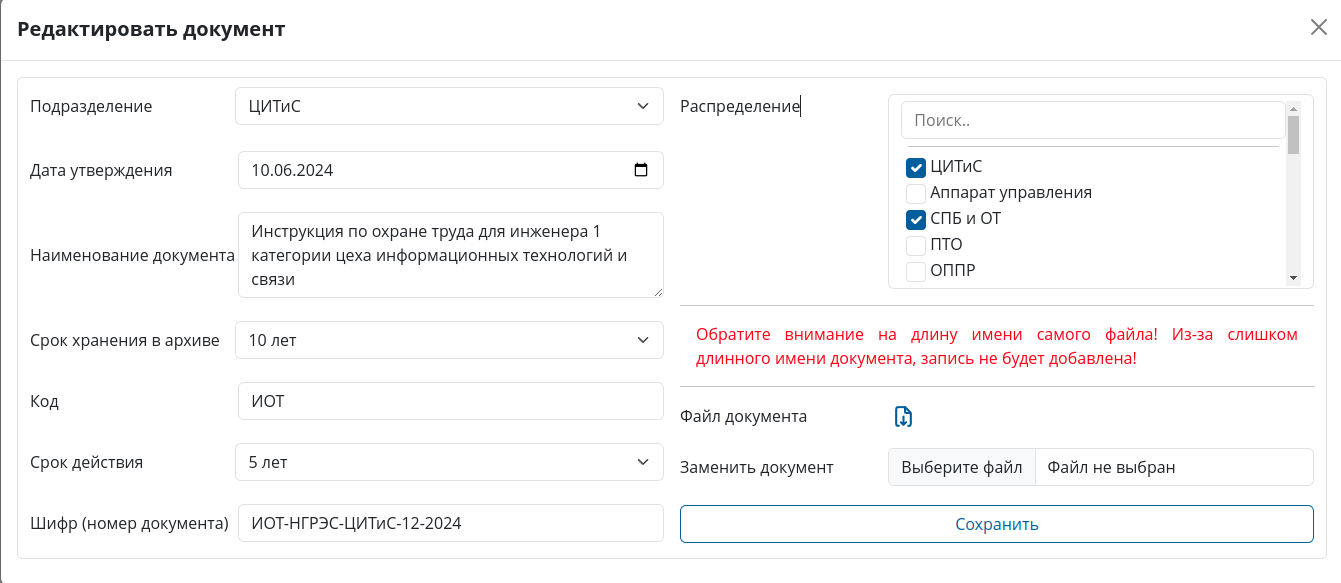 Редактировать документ
Подразделение
ЦИТиС
Дата утверждения
10.06.2024
Наименование документа
Инструкция по охране труда для инженера 1
категории цеха информационных технологий и
связи
Срок хранения в архиве
10 лет
Код
ИОТ
Срок действия
5 лет
Шифр (номер документа)
ИОТ-НГРЭС-ЦИТиС-12-2024
Распределение
Поиск..
ЦИТиС
Аппарат управления
СПБ и ОТ
ПТО
ОППР
Обратите внимание на длину имени самого файла! Из-за слишком
длинного имени документа, запись не будет добавлена!
Файл документа
Заменить документ
Выберите файл
Файл не выбран
Сохранить